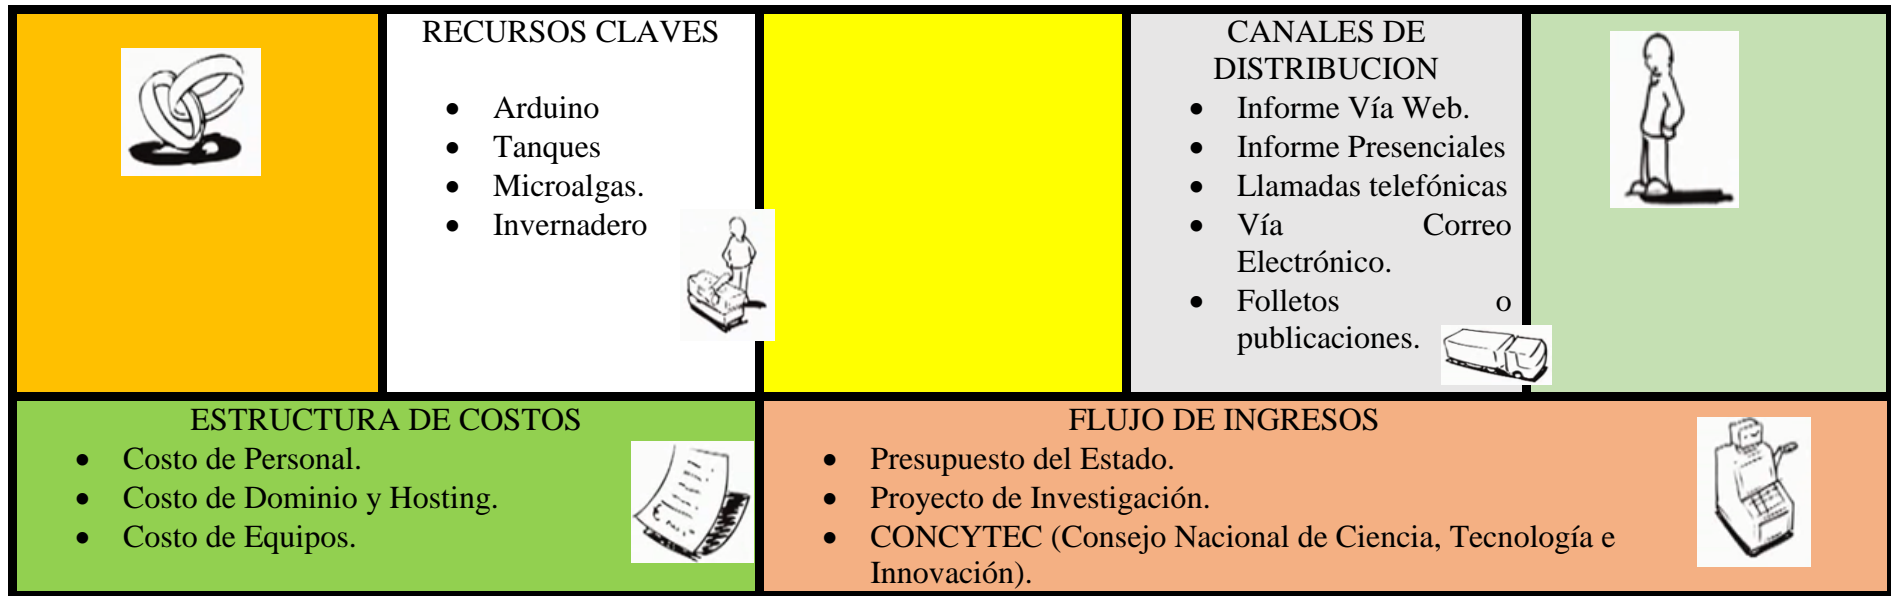 RECURSOS CLAVES
• Arduino
• Tanques
• Microalgas.
• Invernadero
CANALES DE
DISTRIBUCION
• Informe Vía Web.
• Informe Presenciales
• Llamadas telefónicas
• Vía Correo
Electrónico.
• Folletos o
publicaciones.
ESTRUCTURA DE COSTOS
• Costo de Personal.
• Costo de Dominio y Hosting.
• Costo de Equipos.
FLUJO DE INGRESOS
• Presupuesto del Estado.
• Proyecto de Investigación.
• CONCYTEC (Consejo Nacional de Ciencia, Tecnología e
Innovación).